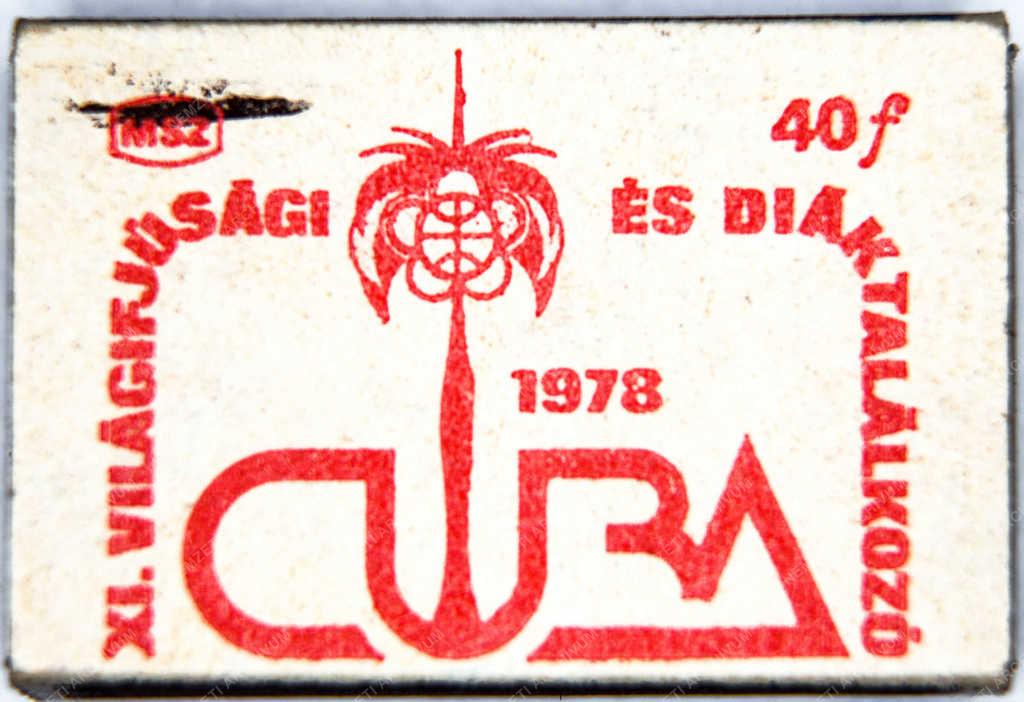 MSZ
40 f
XI. VILÁGIFJÚSÁGI ÉS DIÁKTALÁLKOZÓ
1978
CUBA